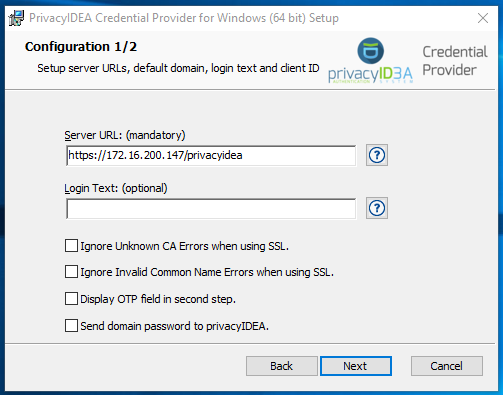 PrivacyIDEA Credential Provider for Windows (64 bit) Setup
Configuration 1/2
Setup server URLs, default domain, login text and client ID
privacyID3A
AUTHENTICATION SYSTEM
Credential
Provider
Server URL: (mandatory)
https://172.16.200.147/privacyidea
?
Login Text: (optional)
?
Ignore Unknown CA Errors when using SSL.
Ignore Invalid Common Name Errors when using SSL.
Display OTP field in second step.
Send domain password to privacyIDEA.
Back
Next
Cancel